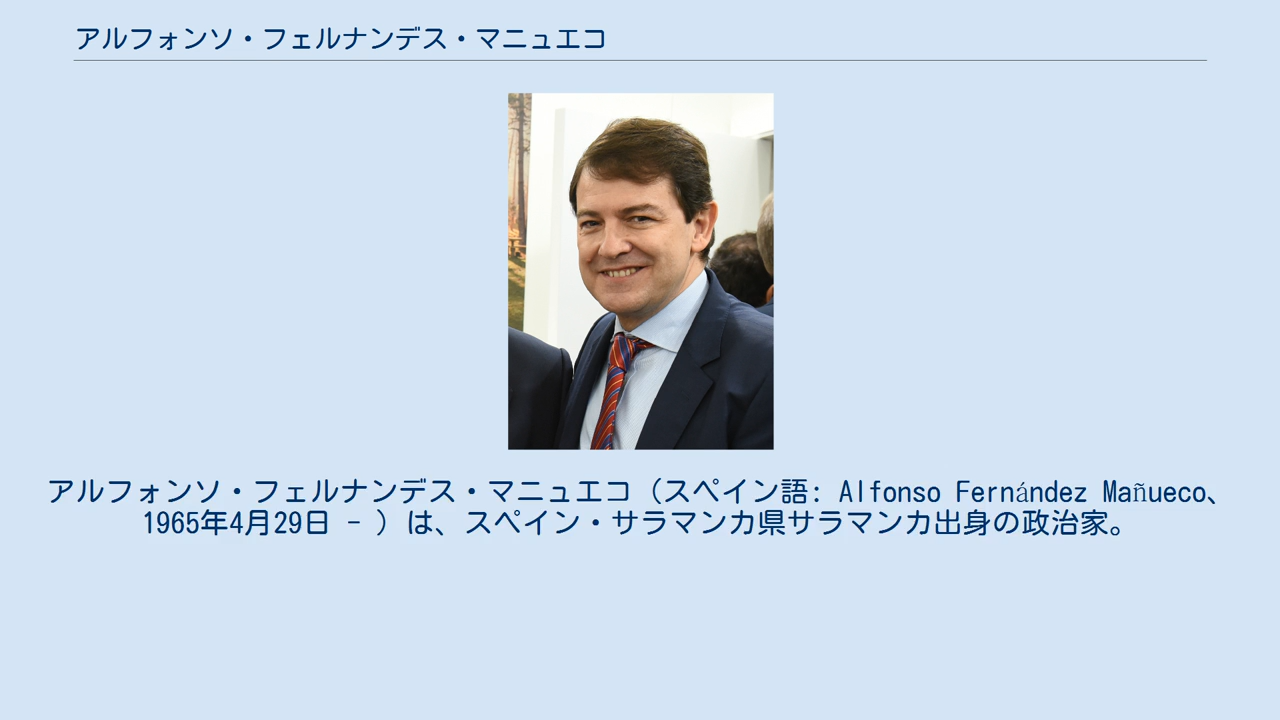 アルフォンソ・フェルナンデス・マニュエコ
アルフォンソ・フェルナンデス・マニュエコ（スペイン語: Alfonso Fernández Mañueco、
1965年4月29日 - ）は、スペイン・サラマンカ県サラマンカ出身の政治家。